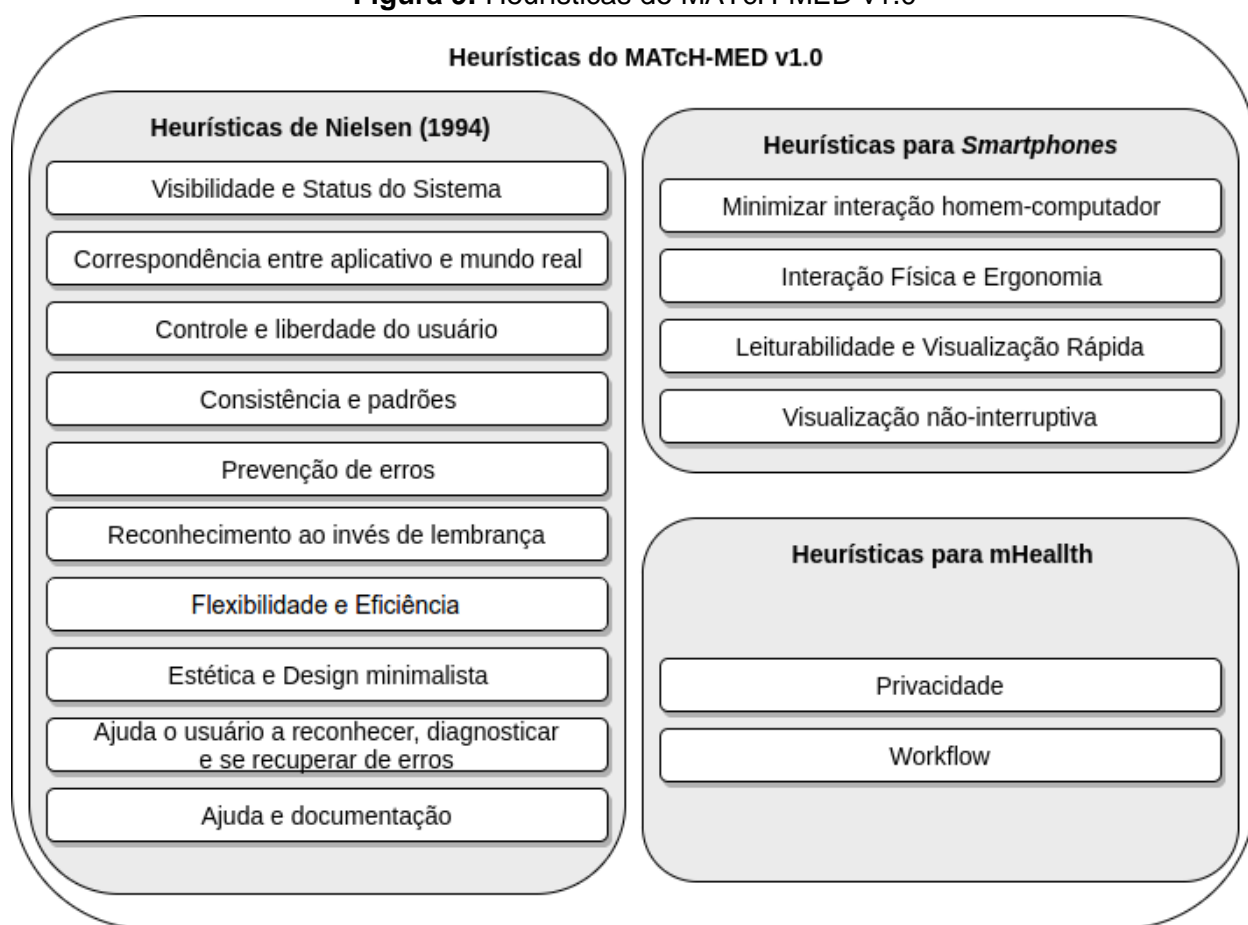 Heurísticas do MATcH-MED v1.0
Heurísticas de Nielsen (1994)
Visibilidade e Status do Sistema
Correspondência entre aplicativo e mundo real
Controle e liberdade do usuário
Consistência e padrões
Prevenção de erros
Reconhecimento ao invés de lembrança
Flexibilidade e Eficiência
Estética e Design minimalista
Ajuda o usuário a reconhecer, diagnosticar
e se recuperar de erros
Ajuda e documentação
Heurísticas para Smartphones
Minimizar interação homem-computador
Interação Física e Ergonomia
Leiturabilidade e Visualização Rápida
Visualização não-interruptiva
Heurísticas para mHeallth
Privacidade
Workflow